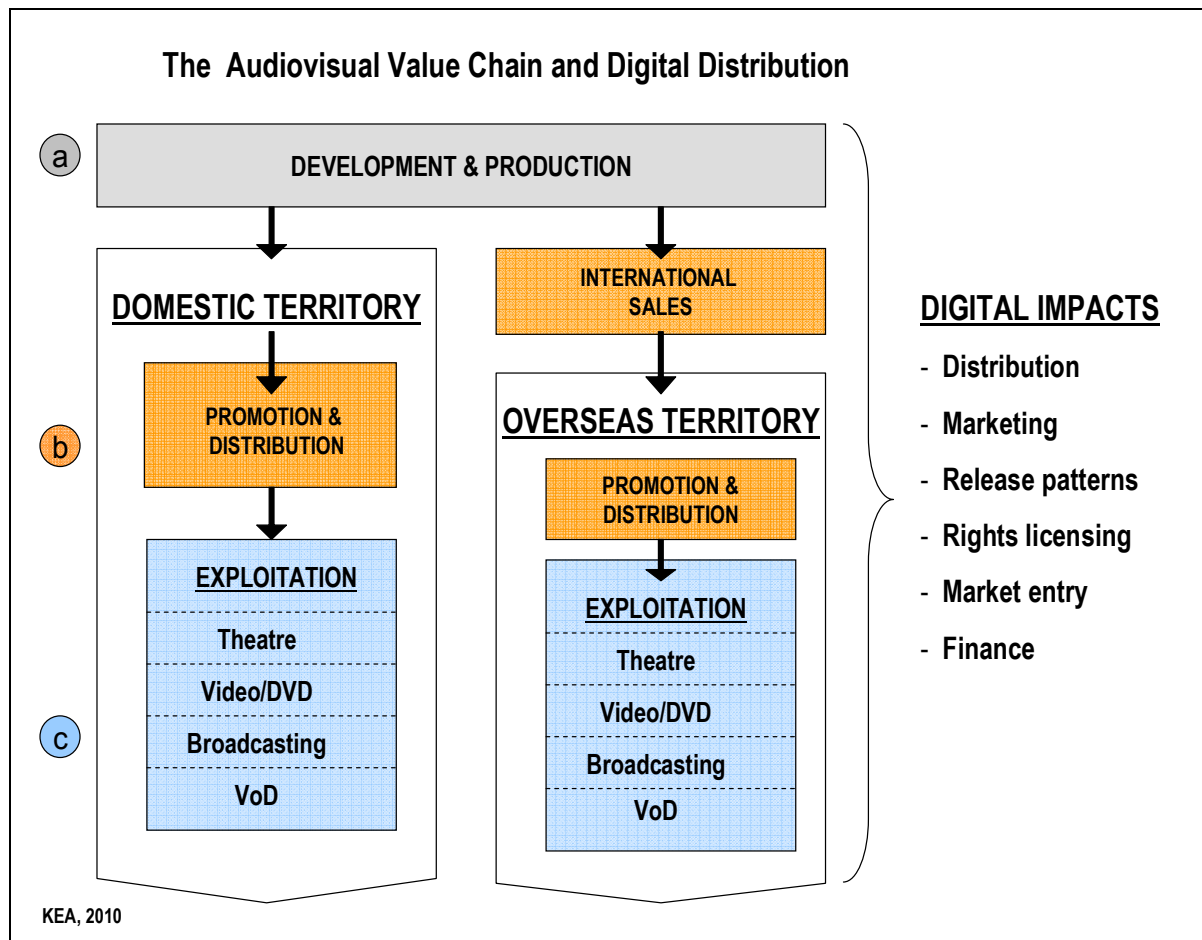 The Audiovisual Value Chain and Digital Distribution
a
DEVELOPMENT & PRODUCTION
DOMESTIC TERRITORY
b
PROMOTION &
DISTRIBUTION
c
EXPLOITATION
Theatre
Video/DVD
Broadcasting
VoD
INTERNATIONAL
SALES
OVERSEAS TERRITORY
PROMOTION &
DISTRIBUTION
EXPLOITATION
Theatre
Video/DVD
Broadcasting
VoD
DIGITAL IMPACTS
- Distribution
- Marketing
- Release patterns
- Rights licensing
- Market entry
- Finance
KEA, 2010